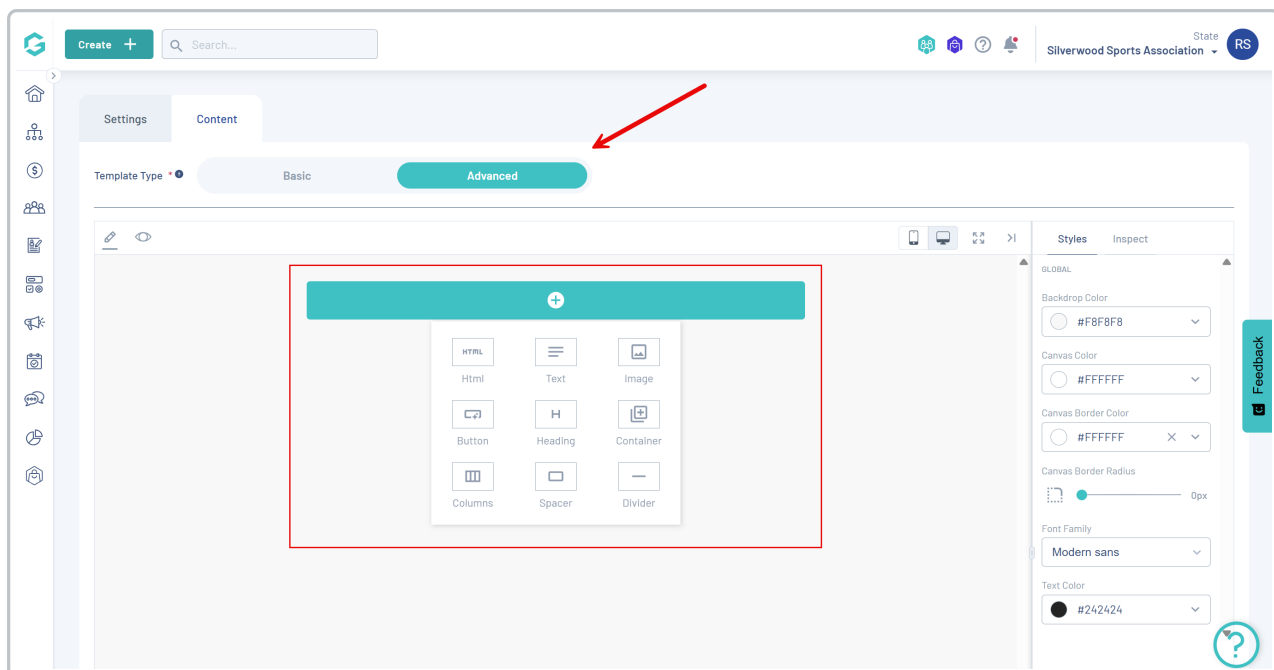 Create +
Search...
State
Silverwood Sports Association
RS
Settings
Content
Template Type *
Basic
Advanced
Styles
Inspect
GLOBAL
Backdrop Color
#F8F8F8
Canvas Color
#FFFFFF
Canvas Border Color
#FFFFFF
Canvas Border Radius
0px
Font Family
Modern sans
Text Color
#242424
HTML
Html
Text
Image
Button
H
Heading
Container
Columns
Spacer
Divider
Feedback
?